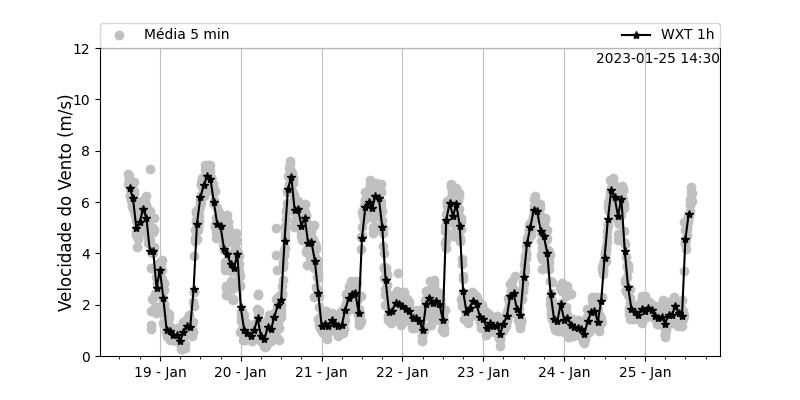 Média 5 min
WXT 1h
2023-01-25 14:30
Velocidade do Vento (m/s)
12
10
8
6
4
2
0
19 - Jan
20 - Jan
21 - Jan
22 - Jan
23 - Jan
24 - Jan
25 - Jan